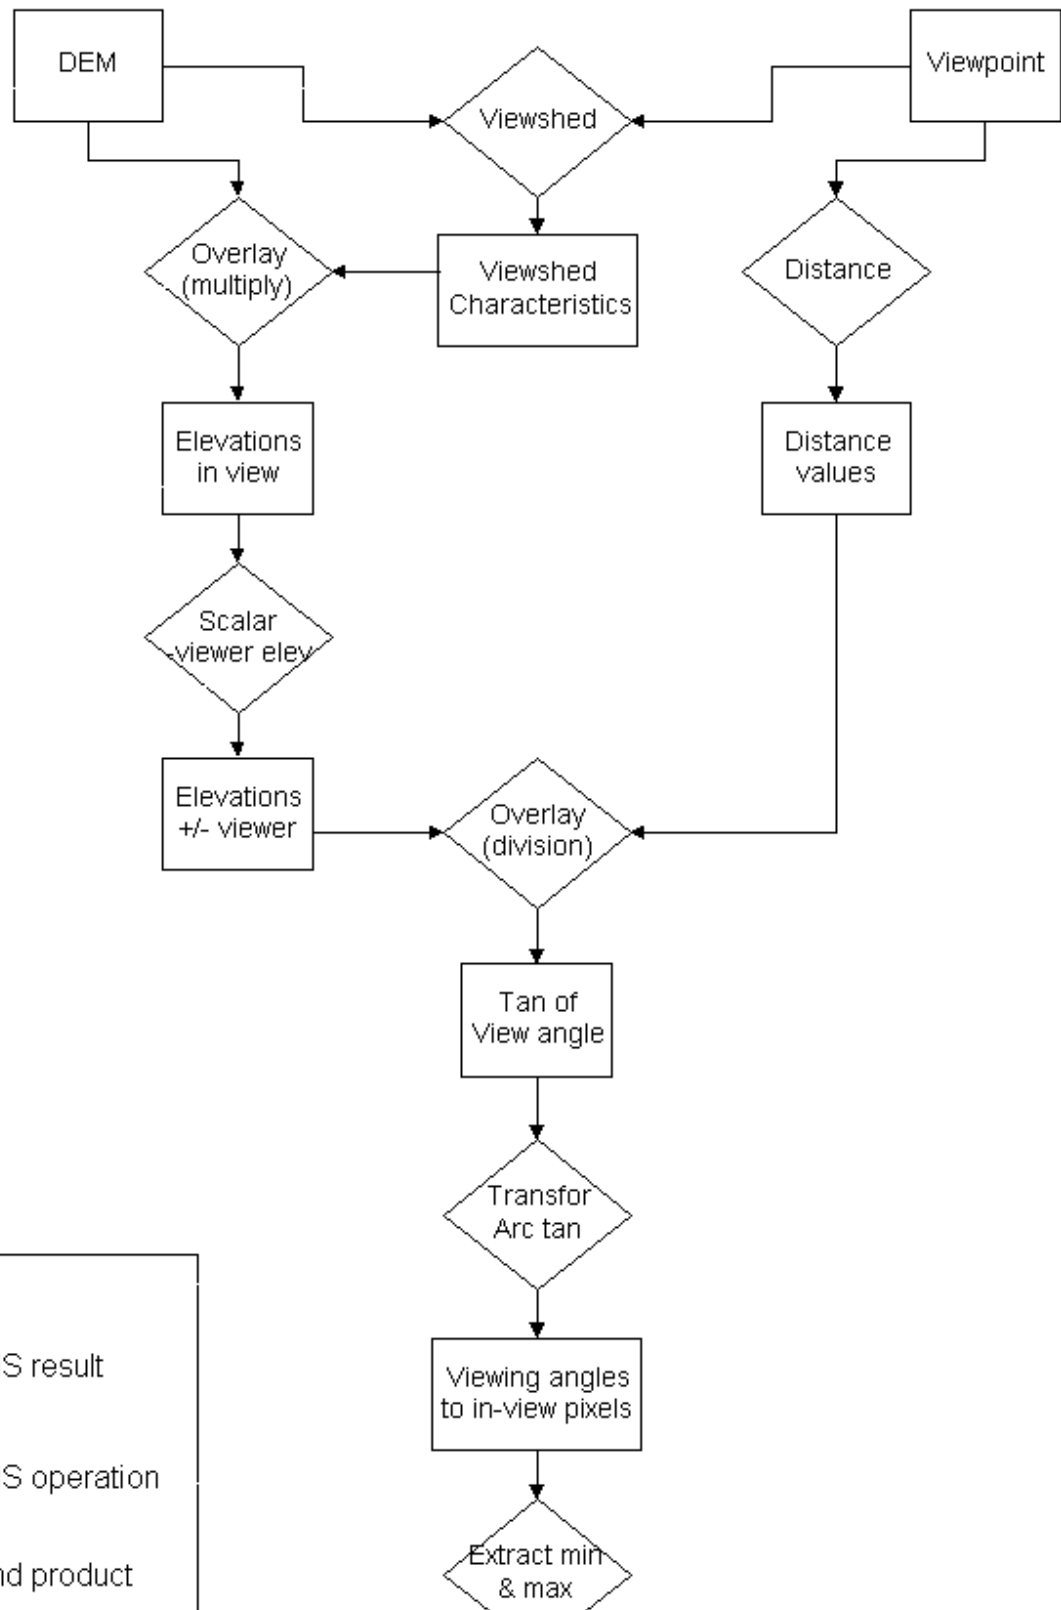 DEM
Viewpoint
Viewshed
Overlay
(multiply)
Viewshed
Characteristics
Distance
Elevations
in view
Distance
values
Scalar
-viewer elev
Elevations
+/- viewer
Overlay
(division)
Tan of
View angle
Transfor
Arc tan
Viewing angles
to in-view pixels
Extract min
& max
S result
S operation
nd product